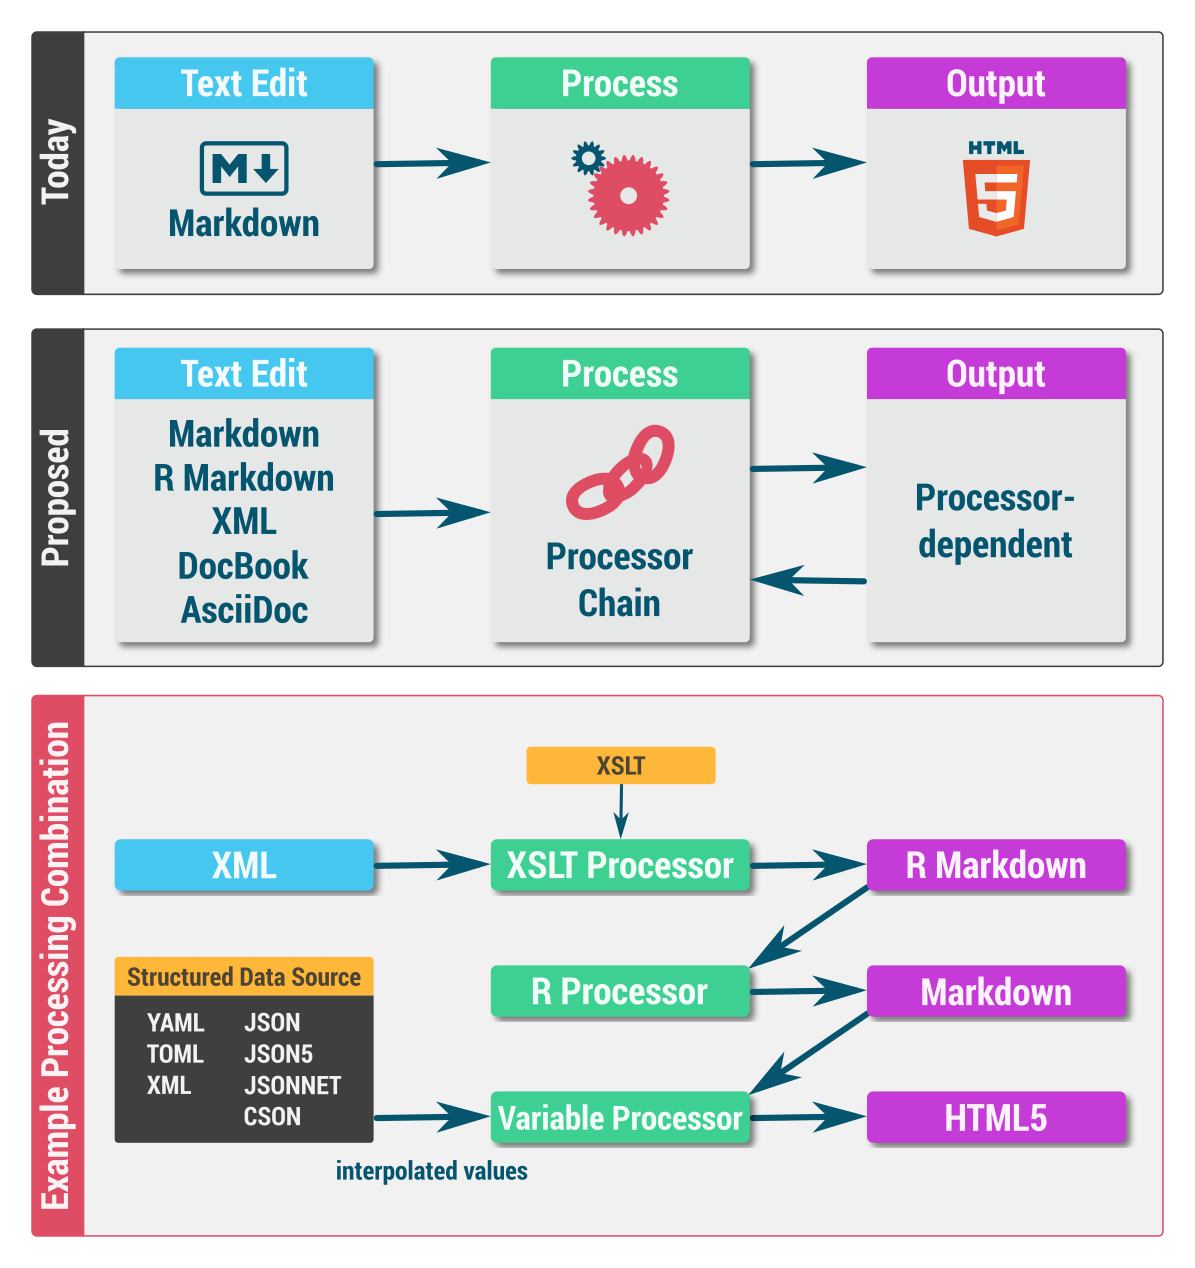 Today
Text Edit
Markdown
Process
Output
HTML
Proposed
Text Edit
Markdown
R Markdown
XML
DocBook
AsciiDoc
Process
Processor
Chain
Output
Processor-
dependent
Example Processing Combination
XSLT
XML
XSLT Processor
R Markdown
R Processor
Markdown
Structured Data Source
YAML JSON
TOML JSON5
XML JSONNET
CSON
interpolated values
Variable Processor
HTML5